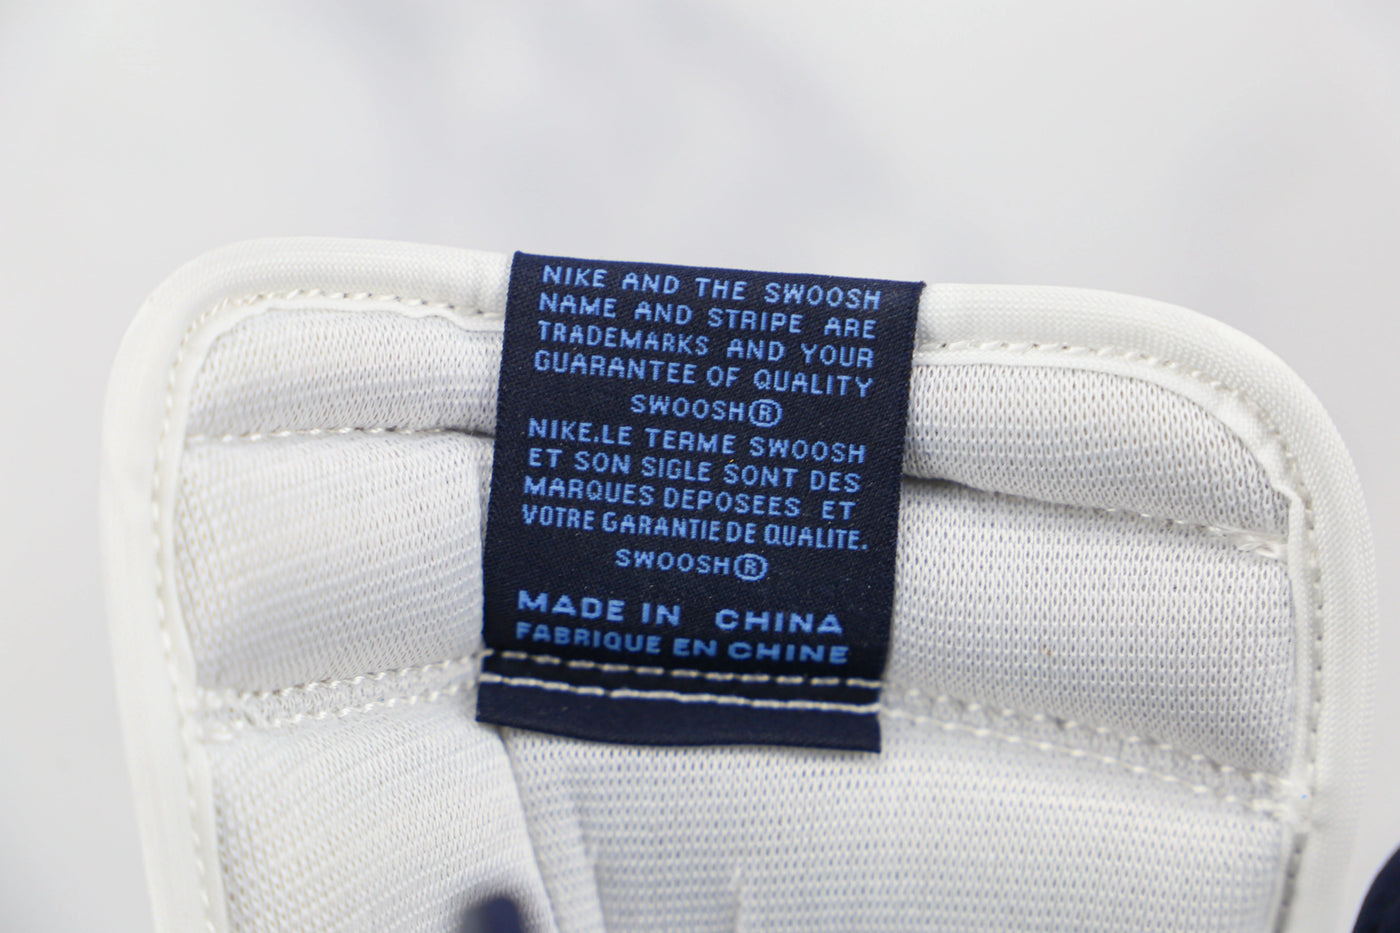 NIKE AND THE SWOOSH
NAME AND STRIPE ARE
TRADEMARKS AND YOUR
GUARANTEE OF QUALITY
SWOOSH®
NIKE.LE TERME SWOOSH
ET SON SIGLE SONT DES
MARQUES DEPOSEES ET
VOTRE GARANTIE DE QUALITE.
SWOOSH®
MADE IN CHINA
FABRIQUE EN CHINE